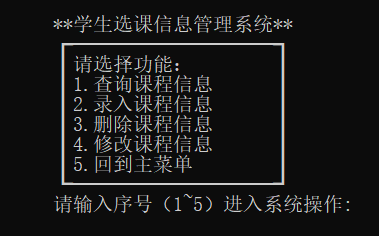 **学生选课信息管理系统**
请选择功能：
1.查询课程信息
2.录入课程信息
3.删除课程信息
4.修改课程信息
5.回到主菜单
请输入序号（1~5）进入系统操作: